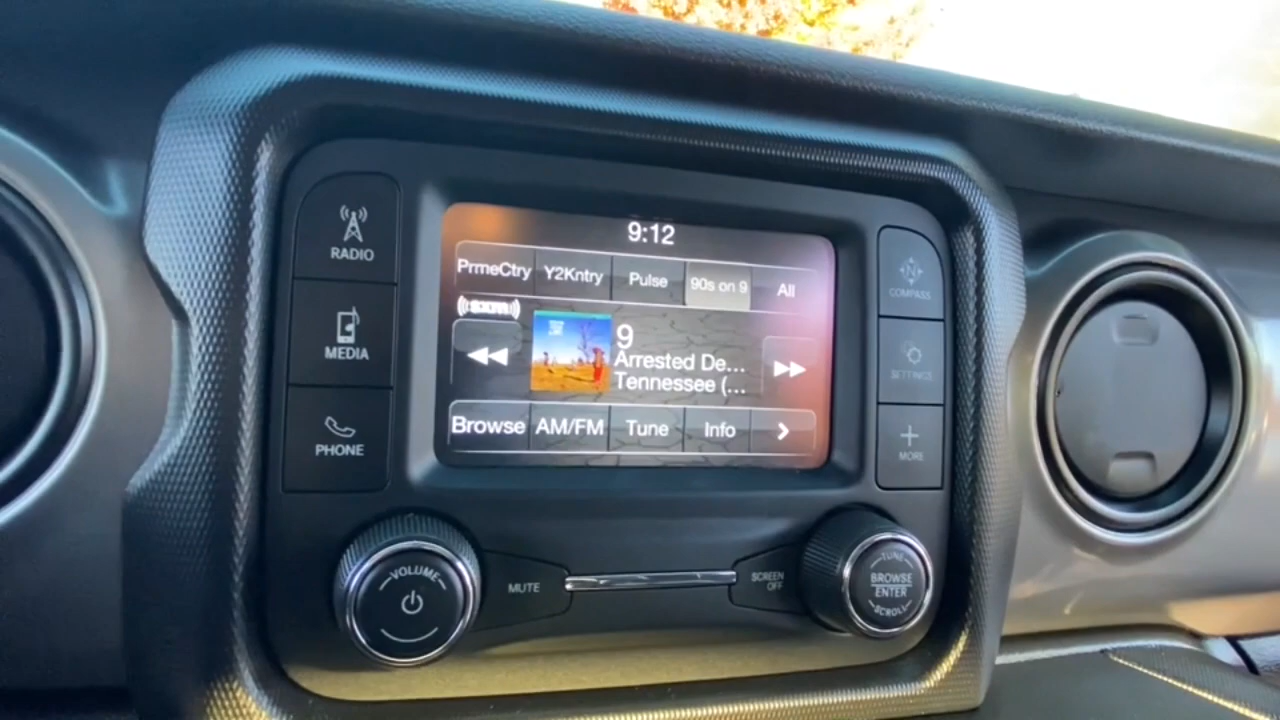 9:12
PrmeCtry Y2Kntry Pulse 90s on 9 All
((SXM))
9
Arrested De...
Tennessee (...
Browse AM/FM Tune Info >
RADIO
MEDIA
PHONE
COMPASS
SETTINGS
+
MORE
VOLUME
MUTE
SCREEN
OFF
TUNE
BROWSE
ENTER
SCROLL